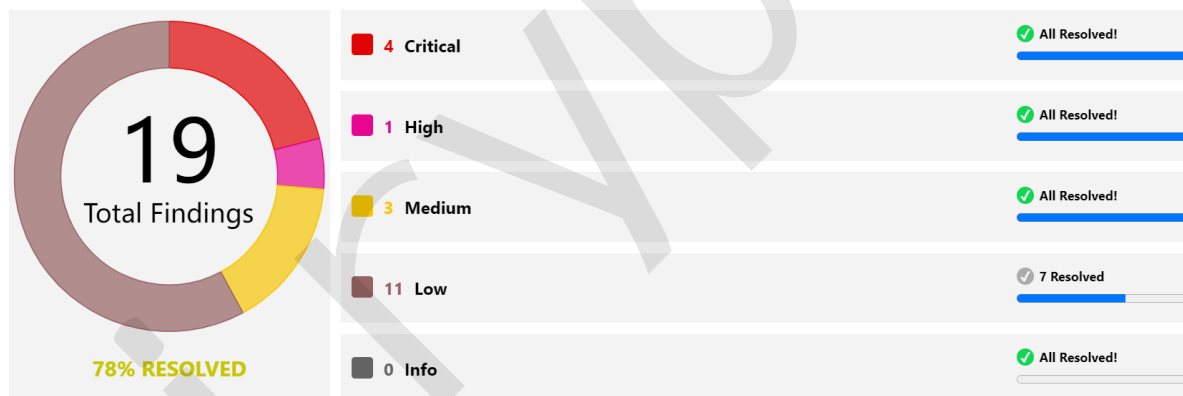 19
Total Findings
78% RESOLVED
4 Critical
All Resolved!
1 High
All Resolved!
3 Medium
All Resolved!
11 Low
7 Resolved
0 Info
All Resolved!